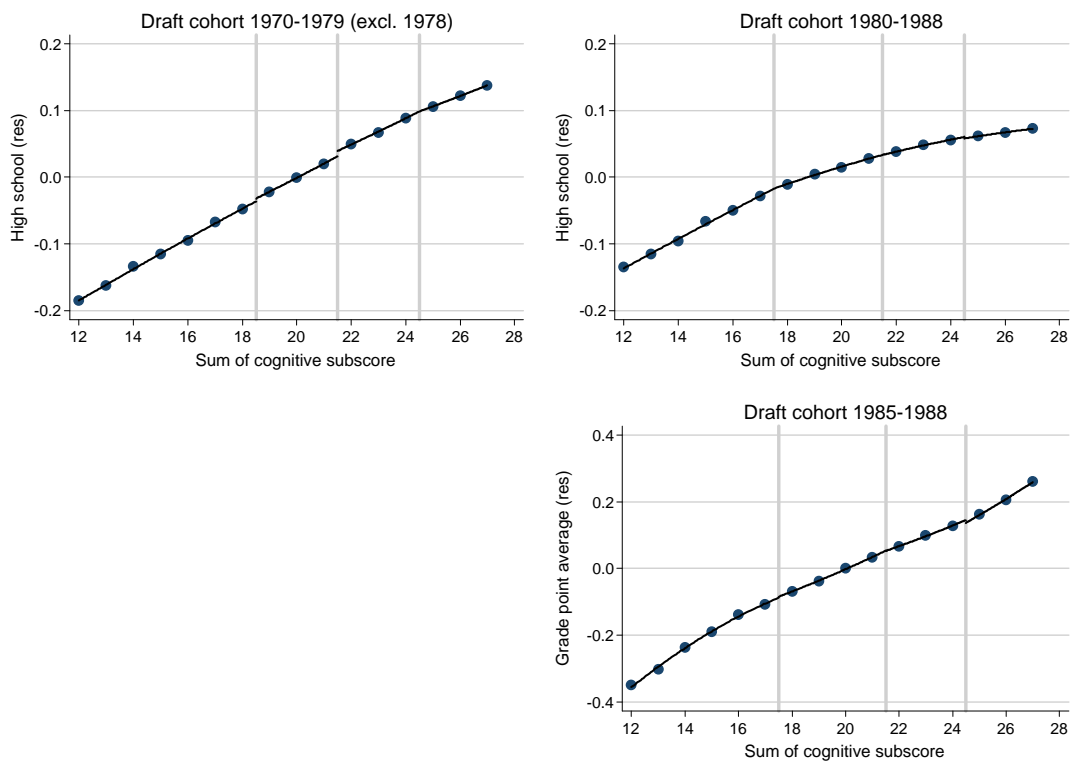 Draft cohort 1970-1979 (excl. 1978)
High school (res)
0.2
0.1
0.0
-0.1
-0.2
12 14 16 18 20 22 24 26 28
Sum of cognitive subscore
Draft cohort 1980-1988
High school (res)
0.2
0.1
0.0
-0.1
-0.2
12 14 16 18 20 22 24 26 28
Sum of cognitive subscore
Draft cohort 1985-1988
Grade point average (res)
0.4
0.2
0.0
-0.2
-0.4
12 14 16 18 20 22 24 26 28
Sum of cognitive subscore